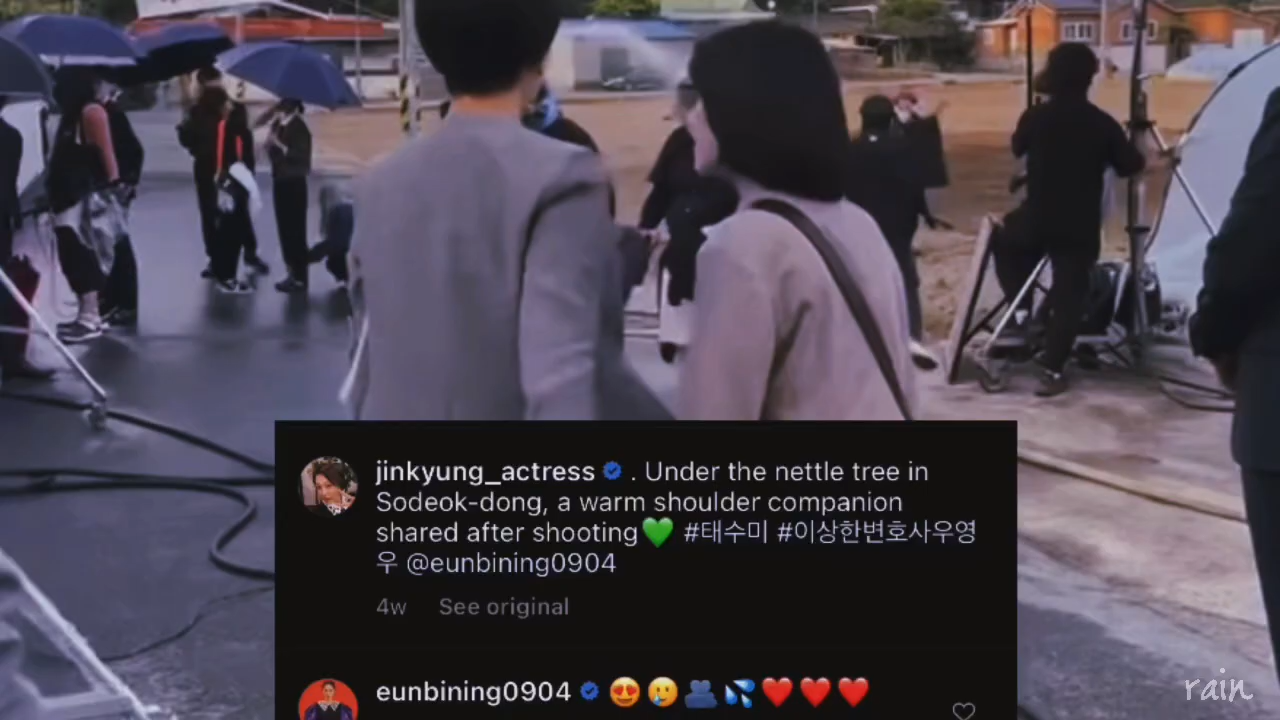 jinkyung_actress . Under the nettle tree in
Sodeok-dong, a warm shoulder companion
shared after shooting💚 #태수미 #이상한변호사우영
우 @eunbining0904
4w See original
eunbining0904 😍🥲🫂💦❤️❤️❤️
rain